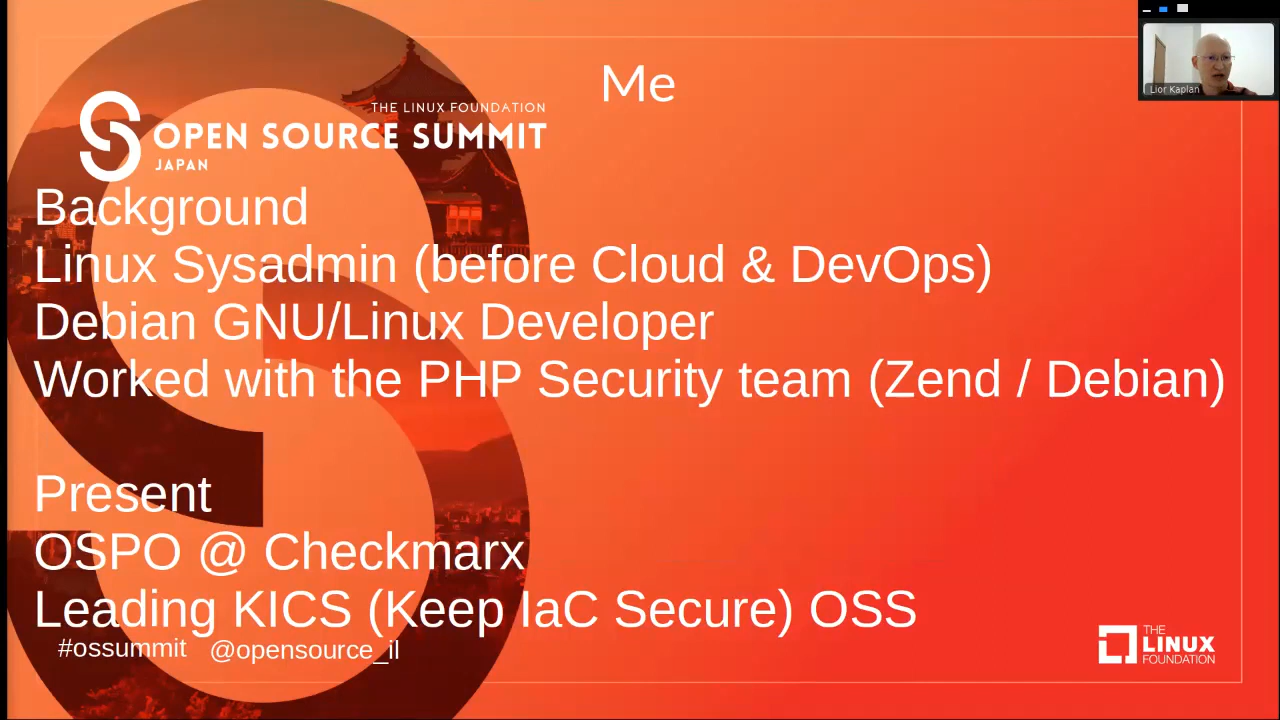 Me
Lior Kaplan
THE LINUX FOUNDATION
OPEN SOURCE SUMMIT
JAPAN
Background
Linux Sysadmin (before Cloud & DevOps)
Debian GNU/Linux Developer
Worked with the PHP Security team (Zend / Debian)
Present
OSPO @ Checkmarx
Leading KICS (Keep IaC Secure) OSS
#ossummit @opensource_il
THE
LINUX
FOUNDATION